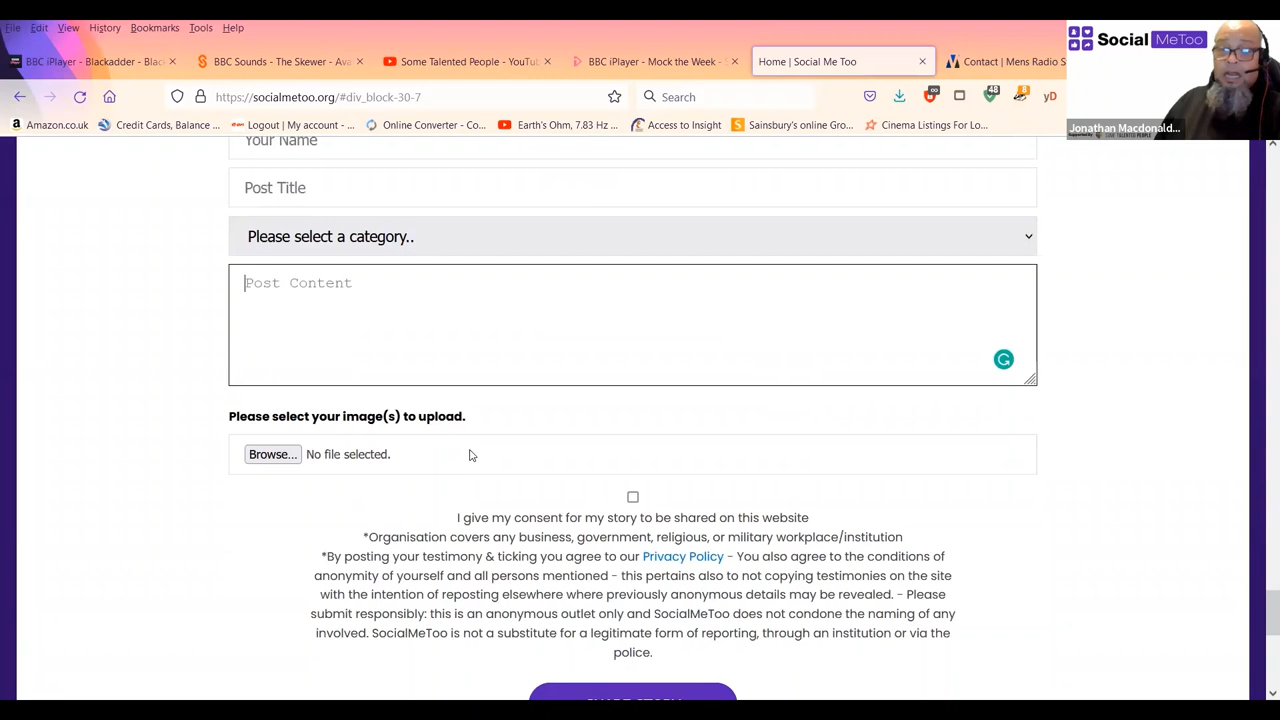 File Edit View History Bookmarks Tools Help
Social MeToo
BBC iPlayer - Blackadder - Blac
BBC Sounds - The Skewer - Ava
Some Talented People - YouTu
BBC iPlayer - Mock the Week - S
Home | Social Me Too
Contact | Mens Radio S
https://socialmetoo.org/#div_block-30-7
Search
48
8
yD
Amazon.co.uk
Credit Cards, Balance ...
Logout | My account - ...
Online Converter - Co...
Earth's Ohm, 7.83 Hz ...
Access to Insight
Sainsbury's online Gro...
Cinema Listings For Lo...
Jonathan Macdonald...
Your Name
Post Title
Please select a category..
Post Content
Please select your image(s) to upload.
Browse... No file selected.
I give my consent for my story to be shared on this website
*Organisation covers any business, government, religious, or military workplace/institution
*By posting your testimony & ticking you agree to our Privacy Policy - You also agree to the conditions of
anonymity of yourself and all persons mentioned - this pertains also to not copying testimonies on the site
with the intention of reporting elsewhere where previously anonymous details may be revealed. - Please
submit responsibly: this is an anonymous outlet only and SocialMeToo does not condone the naming of any
involved. SocialMeToo is not a substitute for a legitimate form of reporting, through an institution or via the
police.